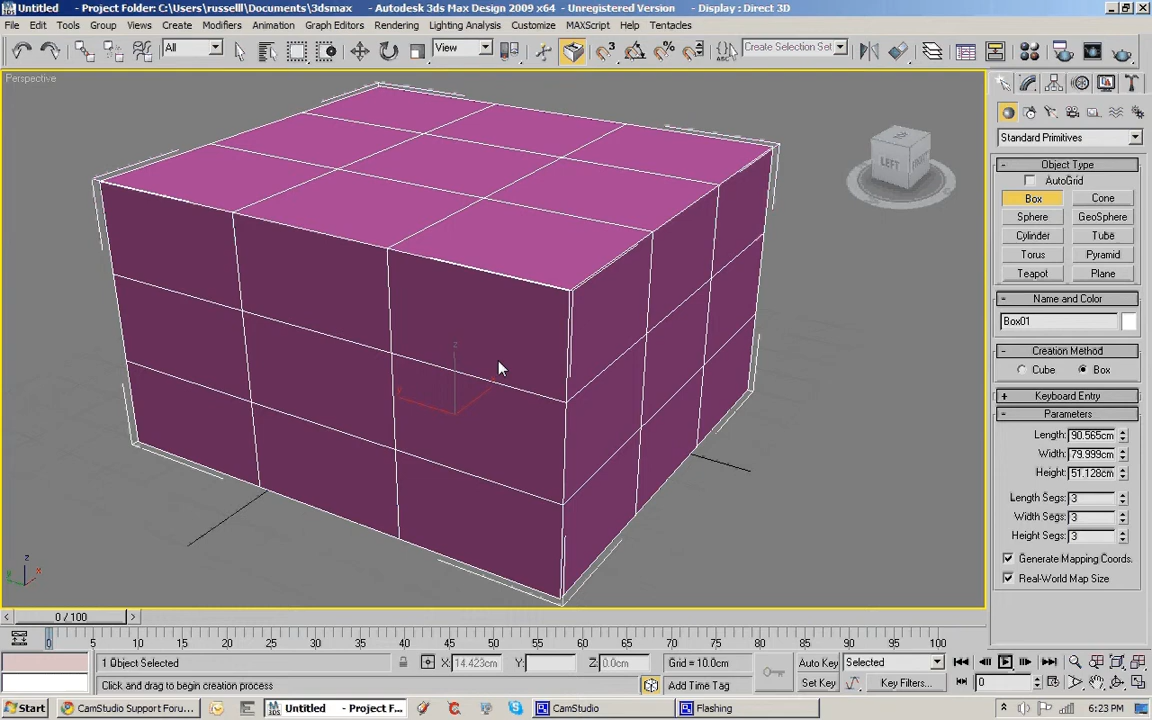 Untitled - Project Folder: C:\Users\russelll\Documents\3dsmax - Autodesk 3ds Max Design 2009 x64 - Unregistered Version - Display : Direct 3D
File Edit Tools Group Views Create Modifiers Animation Graph Editors Rendering Lighting Analysis Customize MAXScript Help Tentacles
All View 3 ABC Create Selection Set
Perspective
LEFT
Standard Primitives
- Object Type
AutoGrid
Box Cone
Sphere GeoSphere
Cylinder Tube
Torus Pyramid
Teapot Plane
- Name and Color
Box01
- Creation Method
Cube Box
+ Keyboard Entry
- Parameters
Length: 90.565cm
Width: 79.999cm
Height: 51.128cm
Length Segs: 3
Width Segs: 3
Height Segs: 3
Generate Mapping Coords.
Real-World Map Size
z
z
x
y
< 0 / 100 >
0 5 10 15 20 25 30 35 40 45 50 55 60 65 70 75 80 85 90 95 100
1 Object Selected X: 14.423cm Y: Z: 0.0cm Grid = 10.0cm Auto Key Selected
Click and drag to begin creation process Add Time Tag Set Key Key Filters... 0
Start CamStudio Support Foru... Untitled - Project F... CamStudio Flashing 6:23 PM